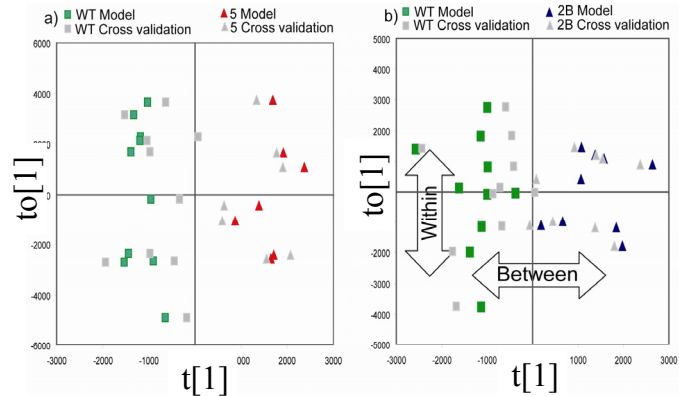 a) WT Model 5 Model
WT Cross validation 5 Cross validation
6000
4000
2000
0
-2000
-4000
-6000
-3000 -2000 -1000 0 000 2000 3000
to[1]
t[1]
b) WT Model 2B Model
WT Cross validation 2B Cross validation
5000
4000
3000
2000
1000
0
-1000
-2000
-3000
-4000
-5000
-3000 -2000 -1000 0 1000 2000 3000
to[1]
Within
Between
t[1]